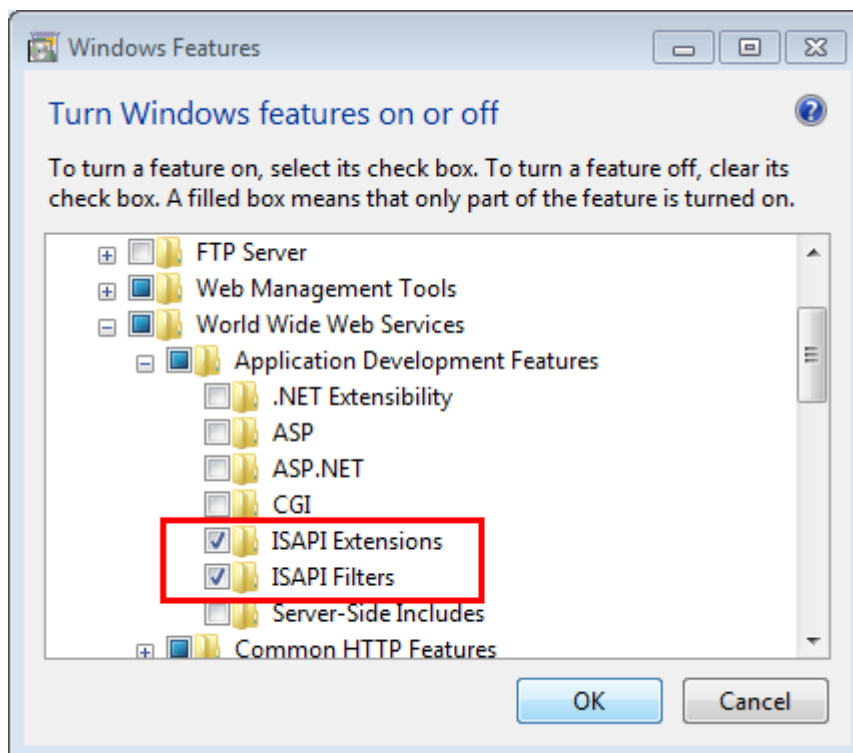 Windows Features
Turn Windows features on or off
To turn a feature on, select its check box. To turn a feature off, clear its
check box. A filled box means that only part of the feature is turned on.
FTP Server
Web Management Tools
World Wide Web Services
Application Development Features
.NET Extensibility
ASP
ASP.NET
CGI
ISAPI Extensions
ISAPI Filters
Server-Side Includes
Common HTTP Features
OK Cancel